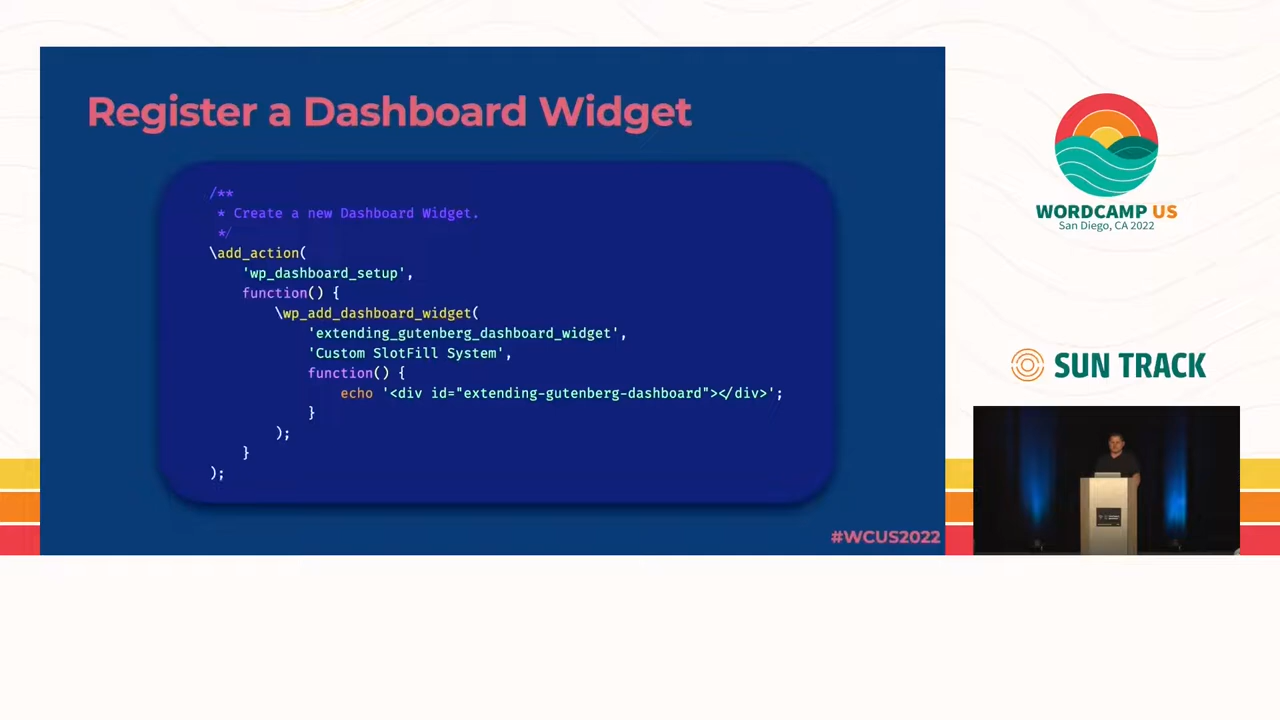 Register a Dashboard Widget
/**
 * Create a new Dashboard Widget.
 */
\add_action(
    'wp_dashboard_setup',
    function() {
        \wp_add_dashboard_widget(
            'extending_gutenberg_dashboard_widget',
            'Custom SlotFill System',
            function() {
                echo '<div id="extending-gutenberg-dashboard"></div>';
            }
        );
    }
);
#WCUS2022
WORDCAMP US
San Diego, CA 2022
SUN TRACK